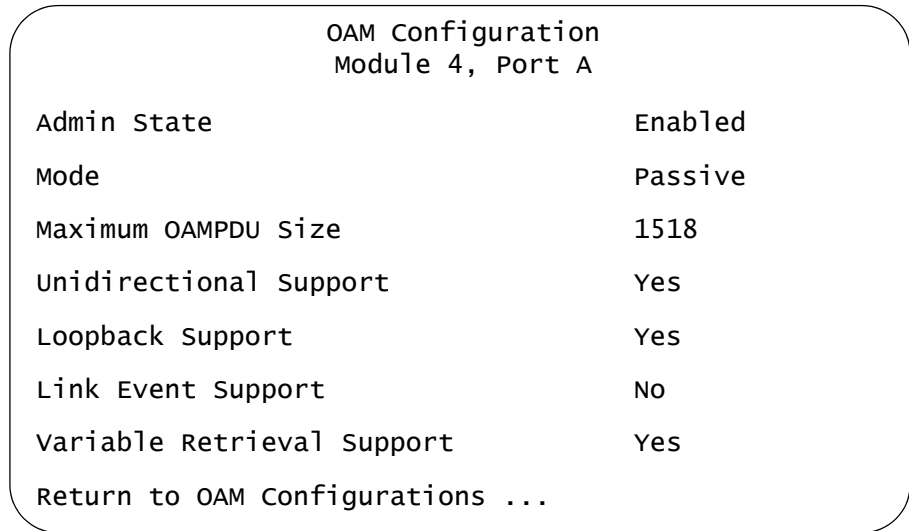 OAM Configuration
Module 4, Port A
Admin State Enabled
Mode Passive
Maximum OAMPDU Size 1518
Unidirectional Support Yes
Loopback Support Yes
Link Event Support No
Variable Retrieval Support Yes
Return to OAM Configurations ...